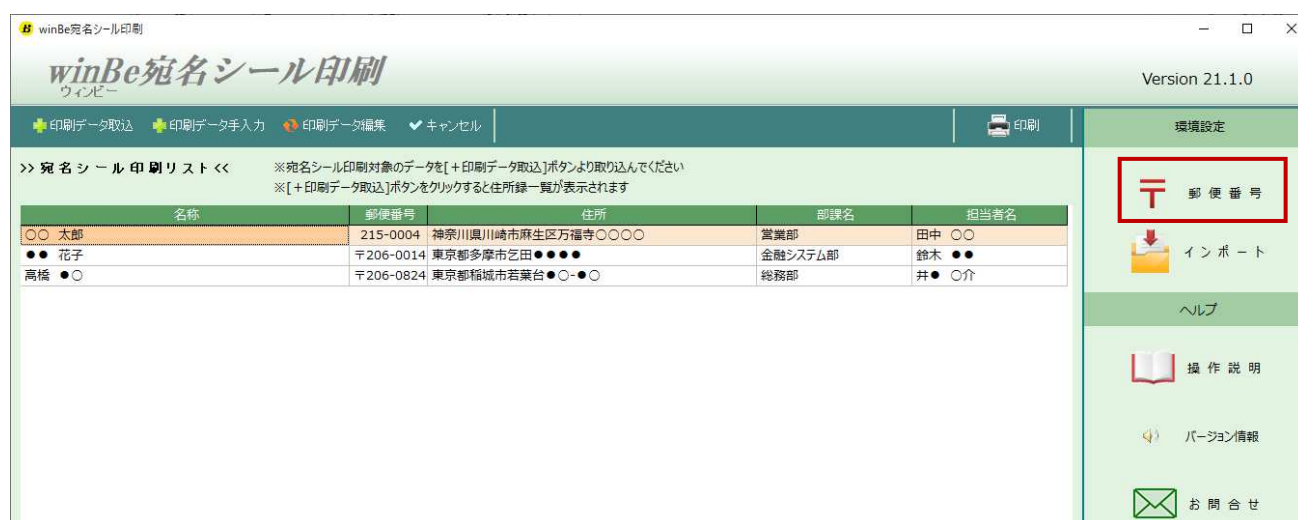 winBe宛名シール印刷
winBe宛名シール印刷
ウィンビー
Version 21.1.0
印刷データ取込 印刷データ手入力 印刷データ編集 キャンセル 印刷 環境設定
>> 宛名シール印刷リスト << ※宛名シール印刷対象のデータを[+印刷データ取込]ボタンより取り込んでください
※[+印刷データ取込]ボタンをクリックすると住所録一覧が表示されます
名称 郵便番号 住所 部課名 担当者名
○○ 太郎 215-0004 神奈川県川崎市麻生区万福寺○○○○ 営業部 田中 ○○
●● 花子 〒206-0014 東京都多摩市乞田●●●● 金融システム部 鈴木 ●●
高橋 ●○ 〒206-0824 東京都稲城市若葉台●○-●○ 総務部 井● ○介
郵便番号
インポート
ヘルプ
操作説明
バージョン情報
お問合せ